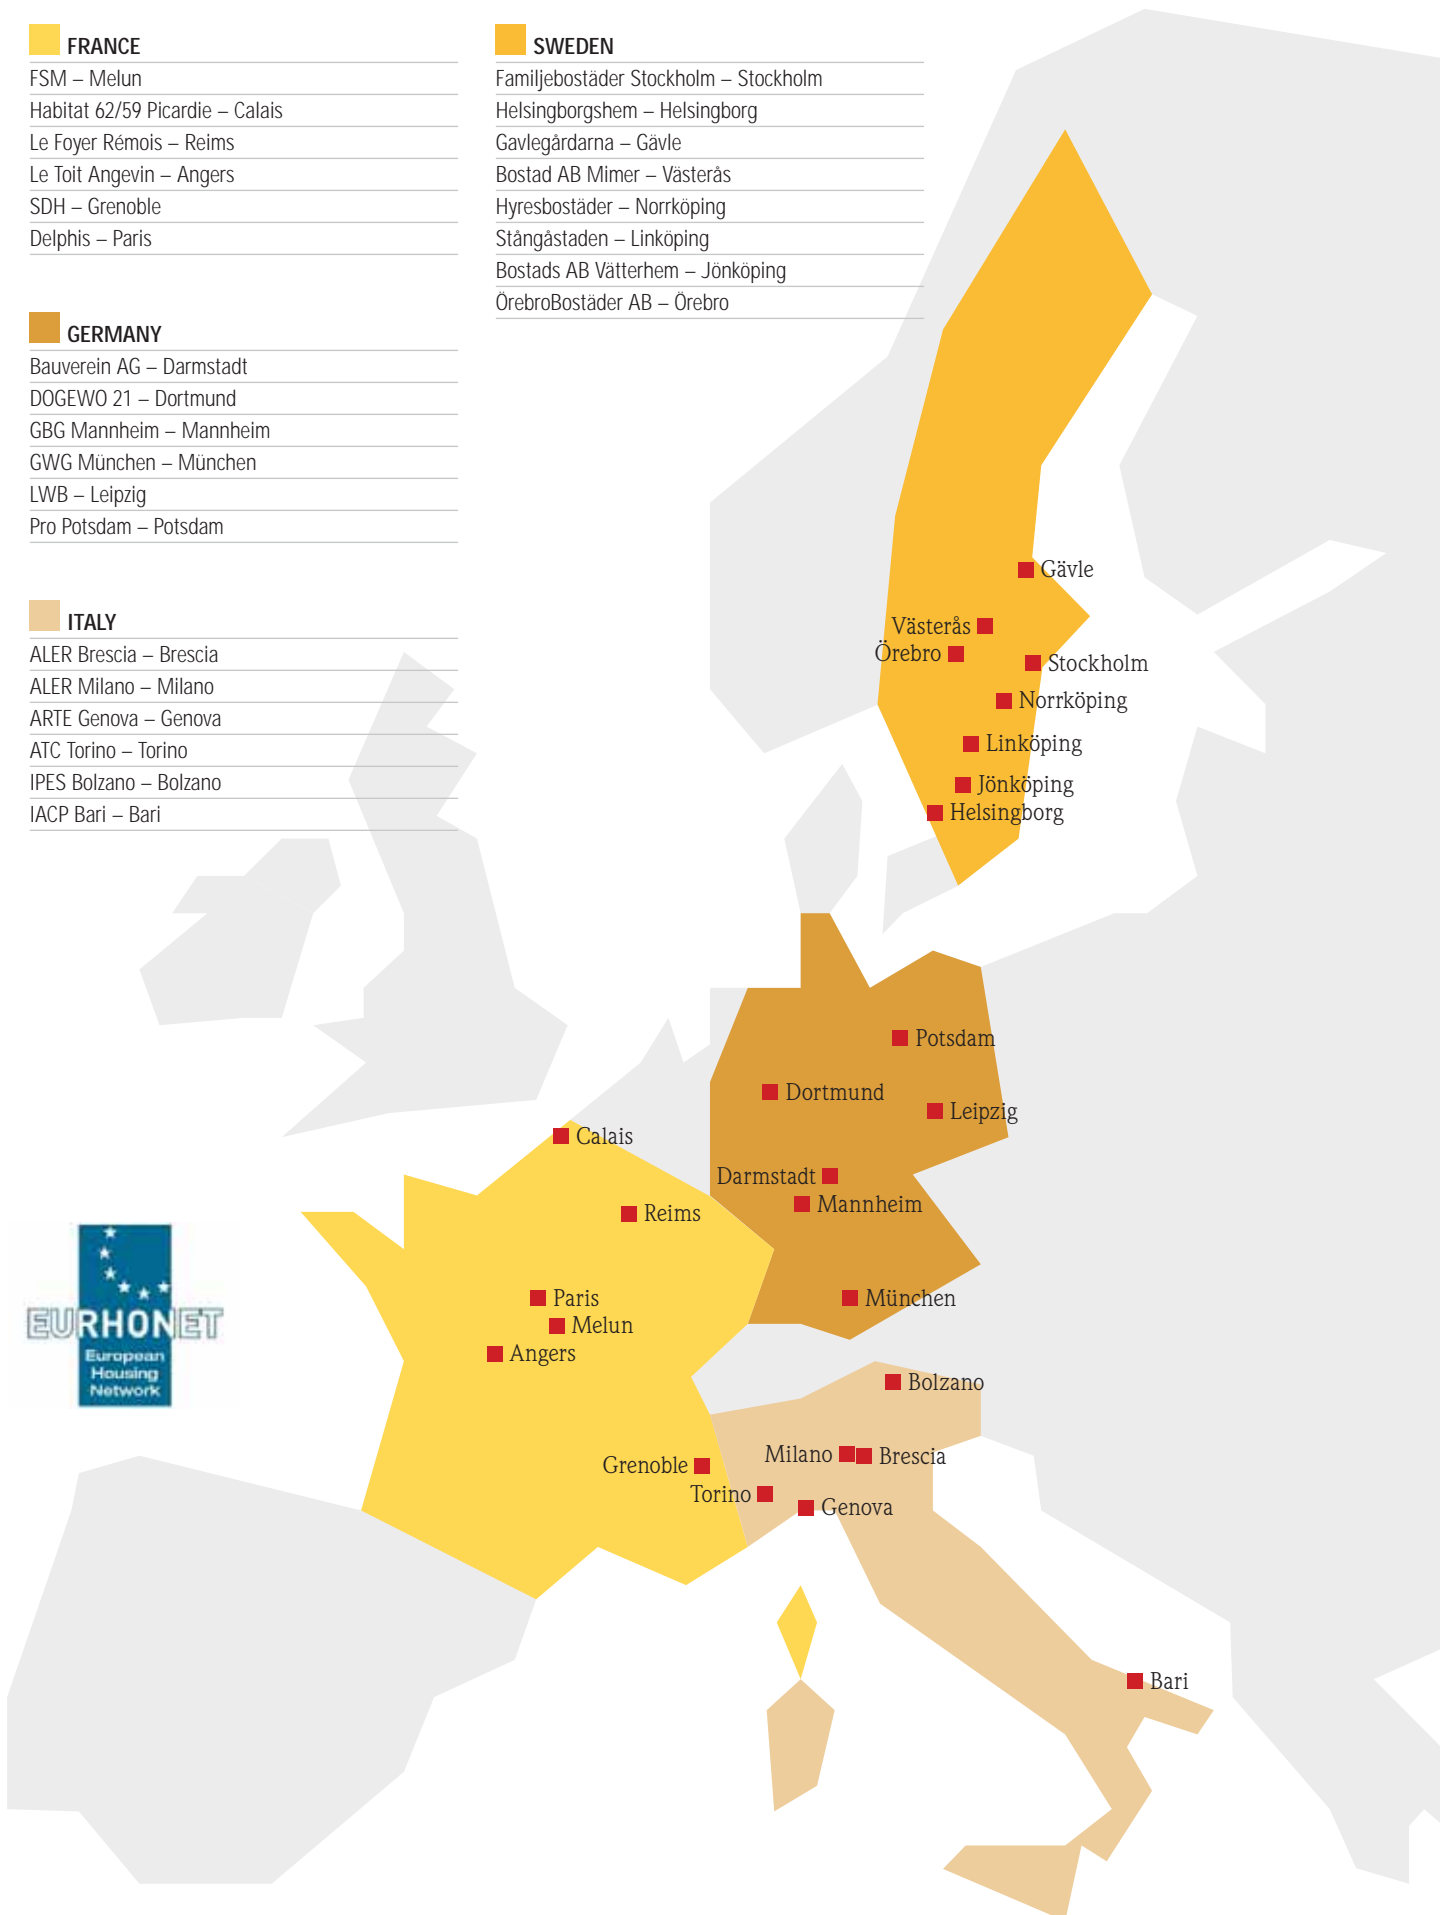 FRANCE
FSM – Melun
Habitat 62/59 Picardie – Calais
Le Foyer Rémois – Reims
Le Toit Angevin – Angers
SDH – Grenoble
Delphis – Paris
GERMANY
Bauverein AG – Darmstadt
DOGEWO 21 – Dortmund
GBG Mannheim – Mannheim
GWG München – München
LWB – Leipzig
Pro Potsdam – Potsdam
ITALY
ALER Brescia – Brescia
ALER Milano – Milano
ARTE Genova – Genova
ATC Torino – Torino
IPES Bolzano – Bolzano
IACP Bari – Bari
SWEDEN
Familjebostäder Stockholm – Stockholm
Helsingborgshem – Helsingborg
Gavlegårdarna – Gävle
Bostad AB Mimer – Västerås
Hyresbostäder – Norrköping
Stångåstaden – Linköping
Bostads AB Vätterhem – Jönköping
ÖrebroBostäder AB – Örebro
Gävle
Västerås
Örebro
Stockholm
Norrköping
Linköping
Jönköping
Helsingborg
Potsdam
Dortmund
Leipzig
Calais
Darmstadt
Mannheim
Reims
Paris
München
Melun
Angers
Bolzano
Milano
Brescia
Grenoble
Torino
Genova
Bari
EURHONET
European
Housing
Network